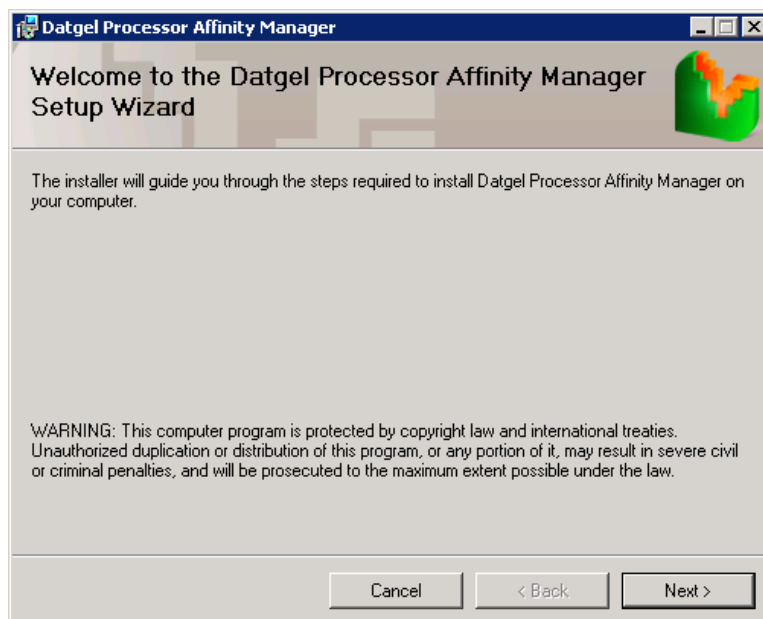 Datgel Processor Affinity Manager
Welcome to the Datgel Processor Affinity Manager
Setup Wizard
The installer will guide you through the steps required to install Datgel Processor Affinity Manager on
your computer.
WARNING: This computer program is protected by copyright law and international treaties.
Unauthorized duplication or distribution of this program, or any portion of it, may result in severe civil
or criminal penalties, and will be prosecuted to the maximum extent possible under the law.
Cancel
< Back
Next >